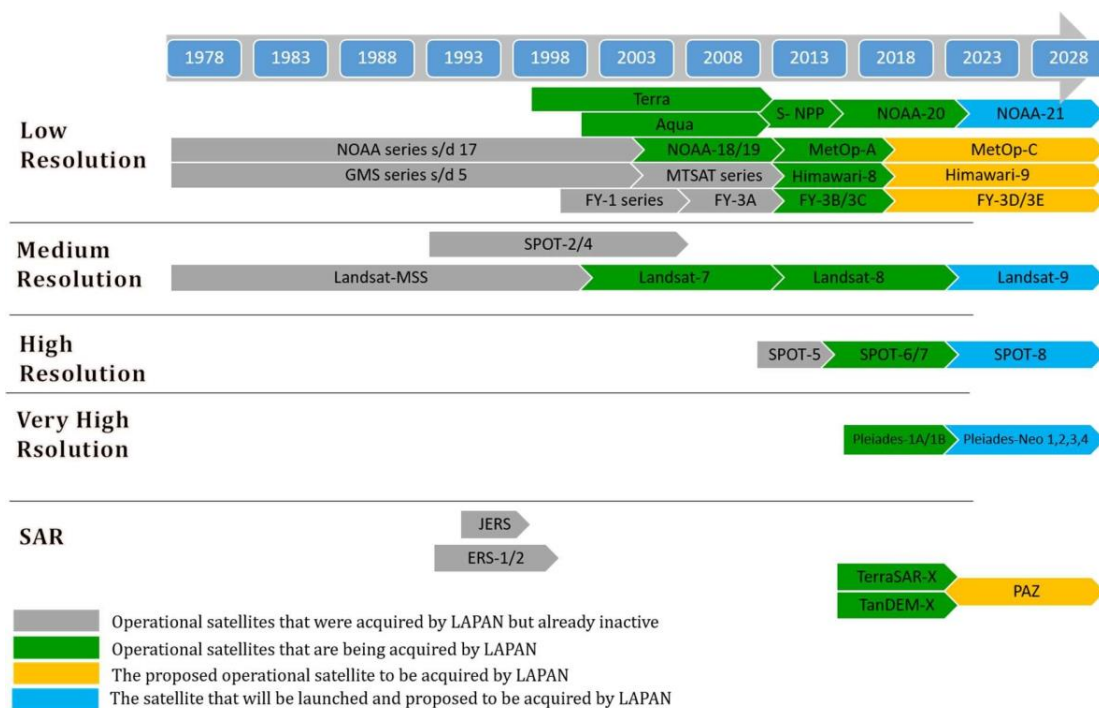 1978 1983 1988 1993 1998 2003 2008 2013 2018 2023 2028
Low
Resolution
Terra
Aqua
S- NPP NOAA-20 NOAA-21
NOAA series s/d 17 NOAA-18/19 MetOp-A MetOp-C
GMS series s/d 5 MTSAT series Himawari-8 Himawari-9
FY-1 series FY-3A FY-3B/3C FY-3D/3E
Medium
Resolution
SPOT-2/4
Landsat-MSS Landsat-7 Landsat-8 Landsat-9
High
Resolution
SPOT-5 SPOT-6/7 SPOT-8
Very High
Rsolution
Pleiades-1A/1B Pleiades-Neo 1,2,3,4
SAR
JERS
ERS-1/2
TerraSAR-X
TanDEM-X
PAZ
Operational satellites that were acquired by LAPAN but already inactive
Operational satellites that are being acquired by LAPAN
The proposed operational satellite to be acquired by LAPAN
The satellite that will be launched and proposed to be acquired by LAPAN